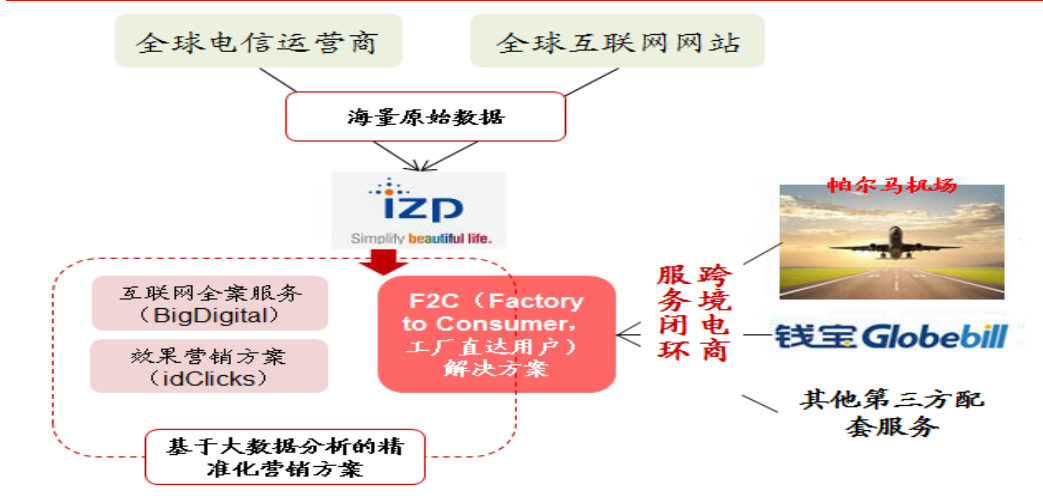 全球电信运营商
全球互联网网站
海量原始数据
izp
Simplify beautiful life.
互联网全案服务
（BigDigital）
效果营销方案
（idClicks）
F2C（Factory
to Consumer，
工厂直达用户）
解决方案
基于大数据分析的精
准化营销方案
跨境电商
服务闭环
帕尔马机场
钱宝 Globebill
其他第三方配
套服务